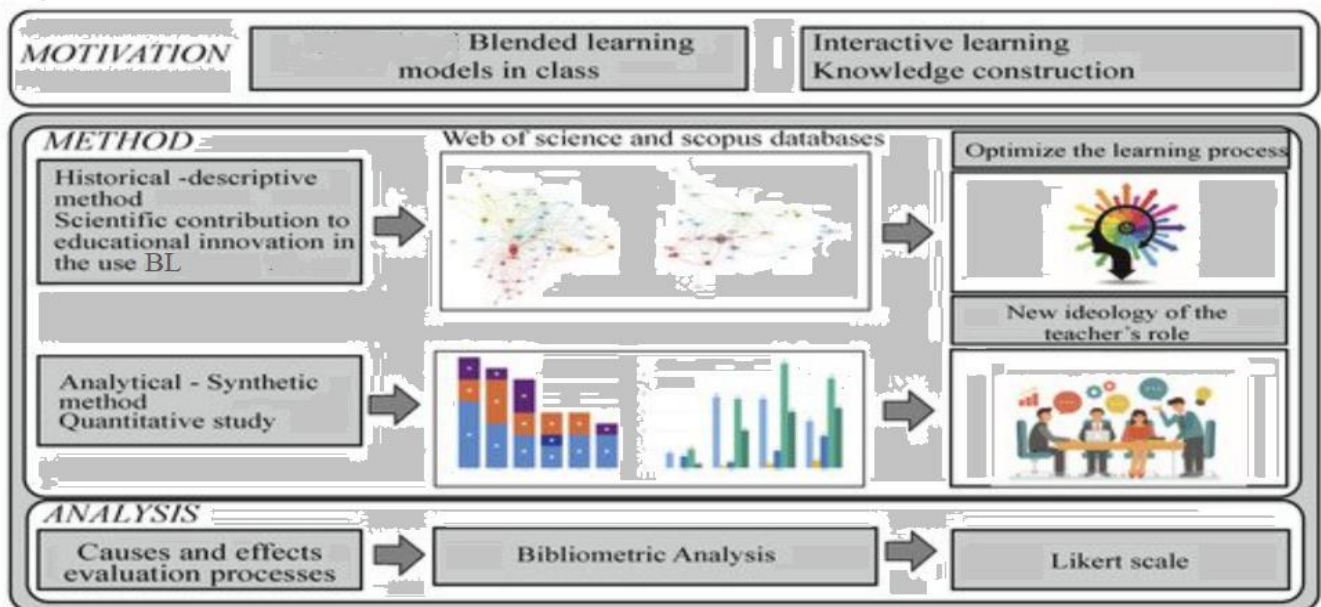 MOTIVATION
Blended learning
models in class
Interactive learning
Knowledge construction
METHOD
Historical -descriptive
method
Scientific contribution to
educational innovation in
the use BL
Web of science and scopus databases
Optimize the learning process
New ideology of the
teacher's role
Analytical - Synthetic
method
Quantitative study
ANALYSIS
Causes and effects
evaluation processes
Bibliometric Analysis
Likert scale